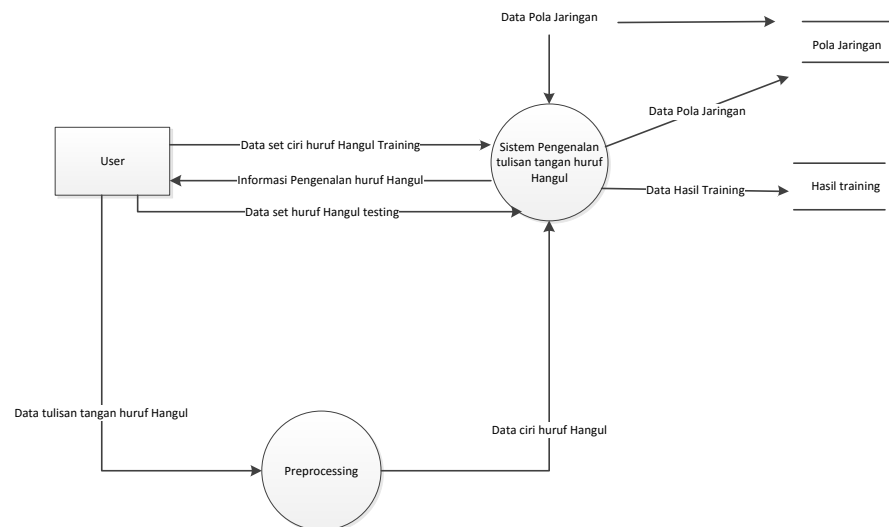 Data Pola Jaringan
Pola Jaringan
Data Pola Jaringan
Data set ciri huruf Hangul Training
Sistem Pengenalan
tulisan tangan huruf
Hangul
User
Informasi Pengenalan huruf Hangul
Data Hasil Training
Hasil training
Data set huruf Hangul testing
Data tulisan tangan huruf Hangul
Data ciri huruf Hangul
Preprocessing